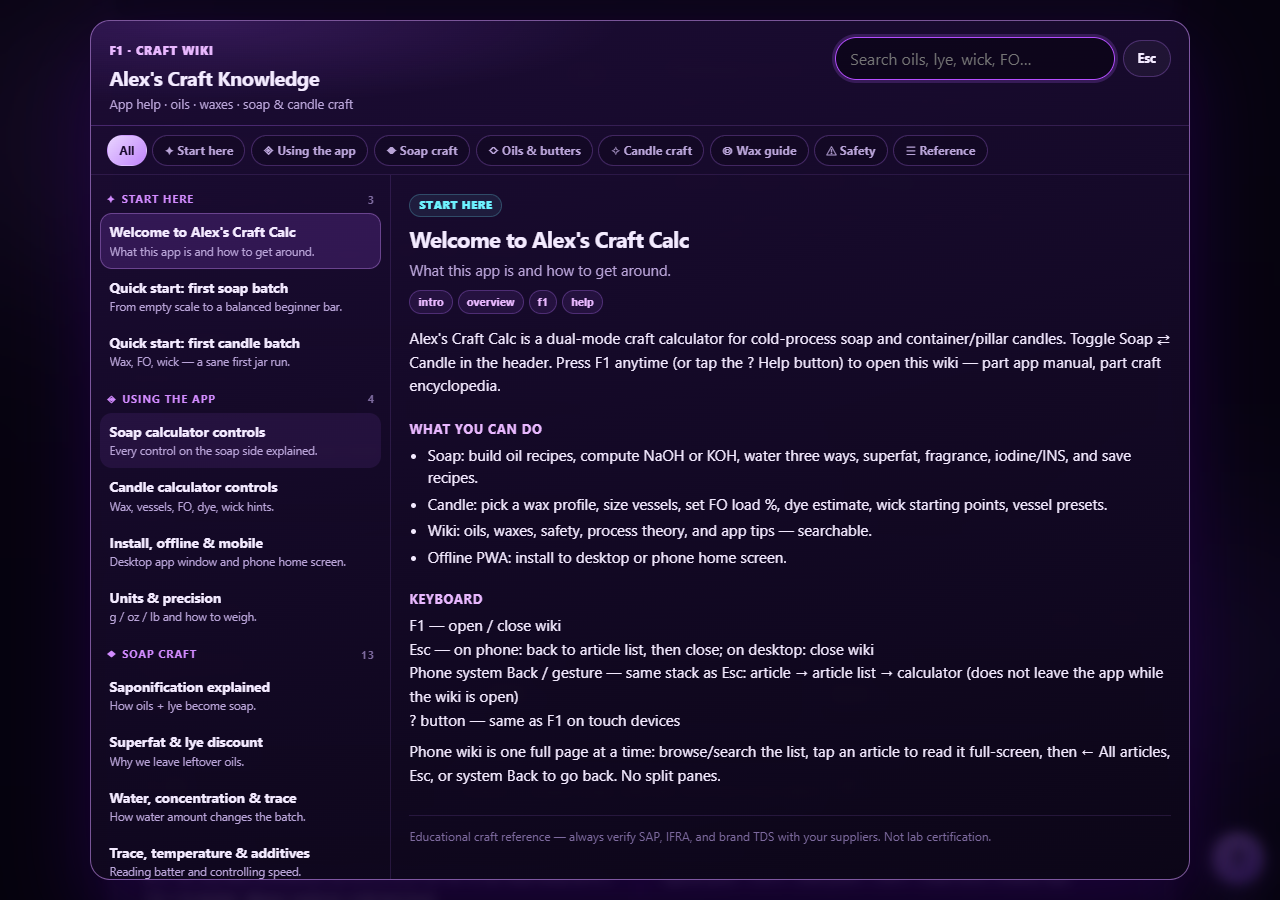 F1 · CRAFT WIKI
Alex's Craft Knowledge
App help · oils · waxes · soap & candle craft
Search oils, lye, wick, FO...
Esc
All
✦ Start here
◈ Using the app
◆ Soap craft
◇ Oils & butters
✧ Candle craft
◍ Wax guide
⚠ Safety
☰ Reference
✦ START HERE 3
Welcome to Alex's Craft Calc
What this app is and how to get around.
Quick start: first soap batch
From empty scale to a balanced beginner bar.
Quick start: first candle batch
Wax, FO, wick — a sane first jar run.
◈ USING THE APP 4
Soap calculator controls
Every control on the soap side explained.
Candle calculator controls
Wax, vessels, FO, dye, wick hints.
Install, offline & mobile
Desktop app window and phone home screen.
Units & precision
g / oz / lb and how to weigh.
◆ SOAP CRAFT 13
Saponification explained
How oils + lye become soap.
Superfat & lye discount
Why we leave leftover oils.
Water, concentration & trace
How water amount changes the batch.
Trace, temperature & additives
Reading batter and controlling speed.
START HERE
Welcome to Alex's Craft Calc
What this app is and how to get around.
intro overview f1 help
Alex's Craft Calc is a dual-mode craft calculator for cold-process soap and container/pillar candles. Toggle Soap ⇄
Candle in the header. Press F1 anytime (or tap the ? Help button) to open this wiki — part app manual, part craft
encyclopedia.
WHAT YOU CAN DO
• Soap: build oil recipes, compute NaOH or KOH, water three ways, superfat, fragrance, iodine/INS, and save
recipes.
• Candle: pick a wax profile, size vessels, set FO load %, dye estimate, wick starting points, vessel presets.
• Wiki: oils, waxes, safety, process theory, and app tips — searchable.
• Offline PWA: install to desktop or phone home screen.
KEYBOARD
F1 — open / close wiki
Esc — on phone: back to article list, then close; on desktop: close wiki
Phone system Back / gesture — same stack as Esc: article → article list → calculator (does not leave the app while
the wiki is open)
? button — same as F1 on touch devices
Phone wiki is one full page at a time: browse/search the list, tap an article to read it full-screen, then ← All articles,
Esc, or system Back to go back. No split panes.
Educational craft reference — always verify SAP, IFRA, and brand TDS with your suppliers. Not lab certification.